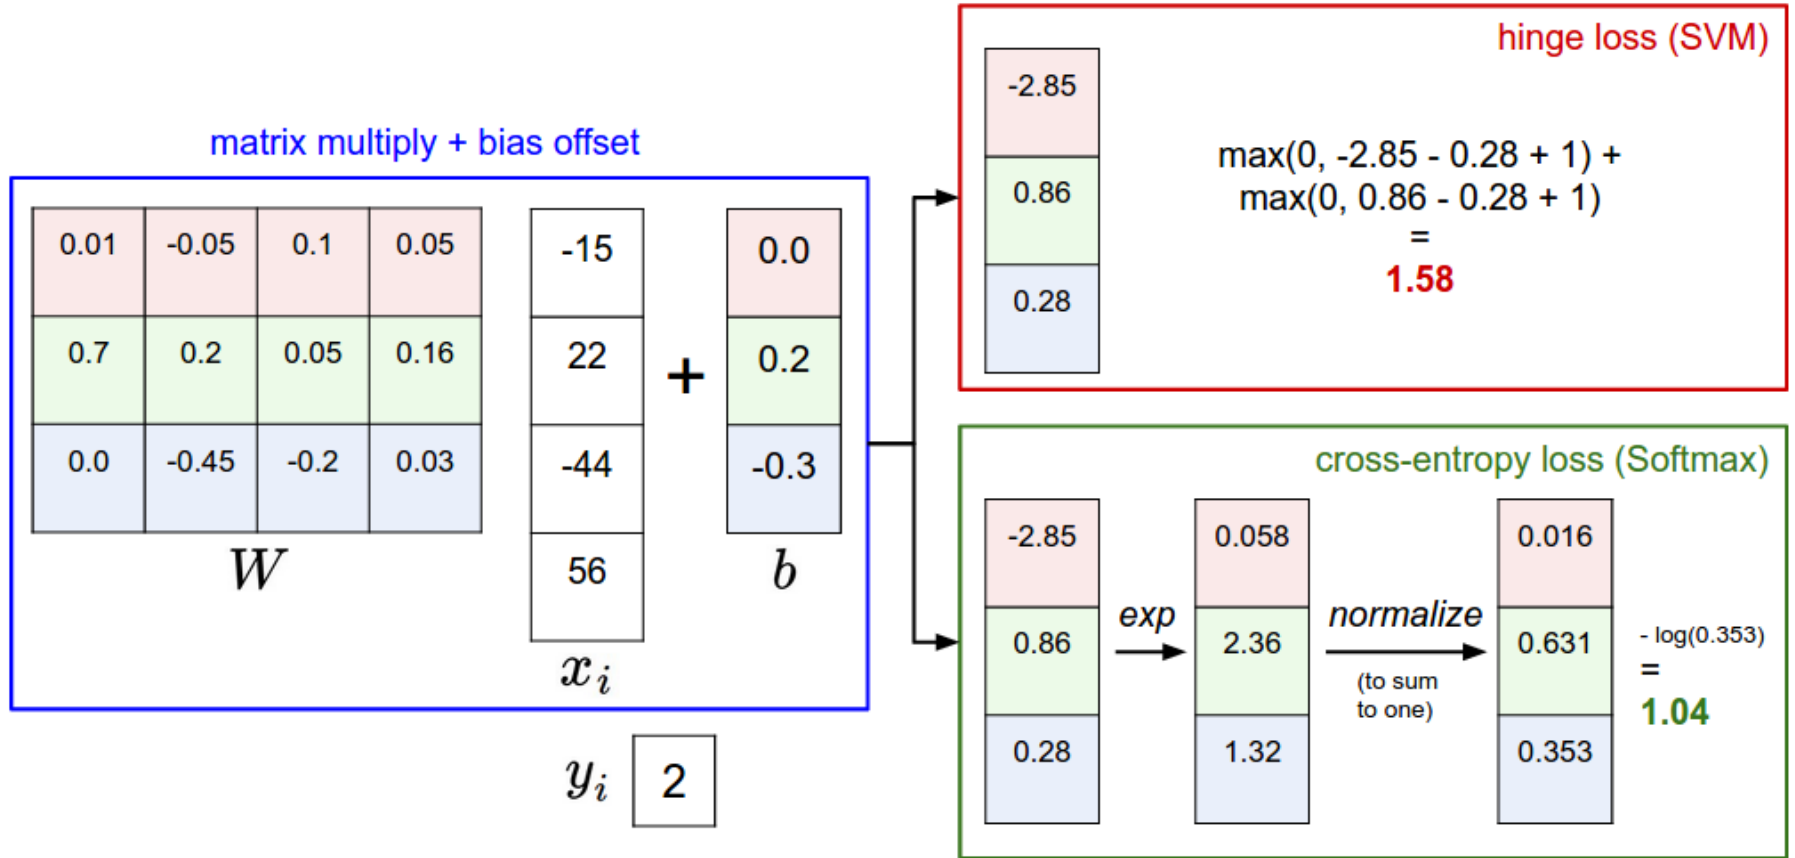 matrix multiply + bias offset
0.01 -0.05 0.1 0.05
0.7 0.2 0.05 0.16
0.0 -0.45 -0.2 0.03
W
-15
22
-44
56
x_i
+
0.0
0.2
-0.3
b
y_i 2
hinge loss (SVM)
-2.85
0.86
0.28
max(0, -2.85 - 0.28 + 1) +
max(0, 0.86 - 0.28 + 1)
=
1.58
cross-entropy loss (Softmax)
-2.85
0.86
0.28
exp
0.058
2.36
1.32
normalize
(to sum
to one)
0.016
0.631
0.353
- log(0.353)
=
1.04